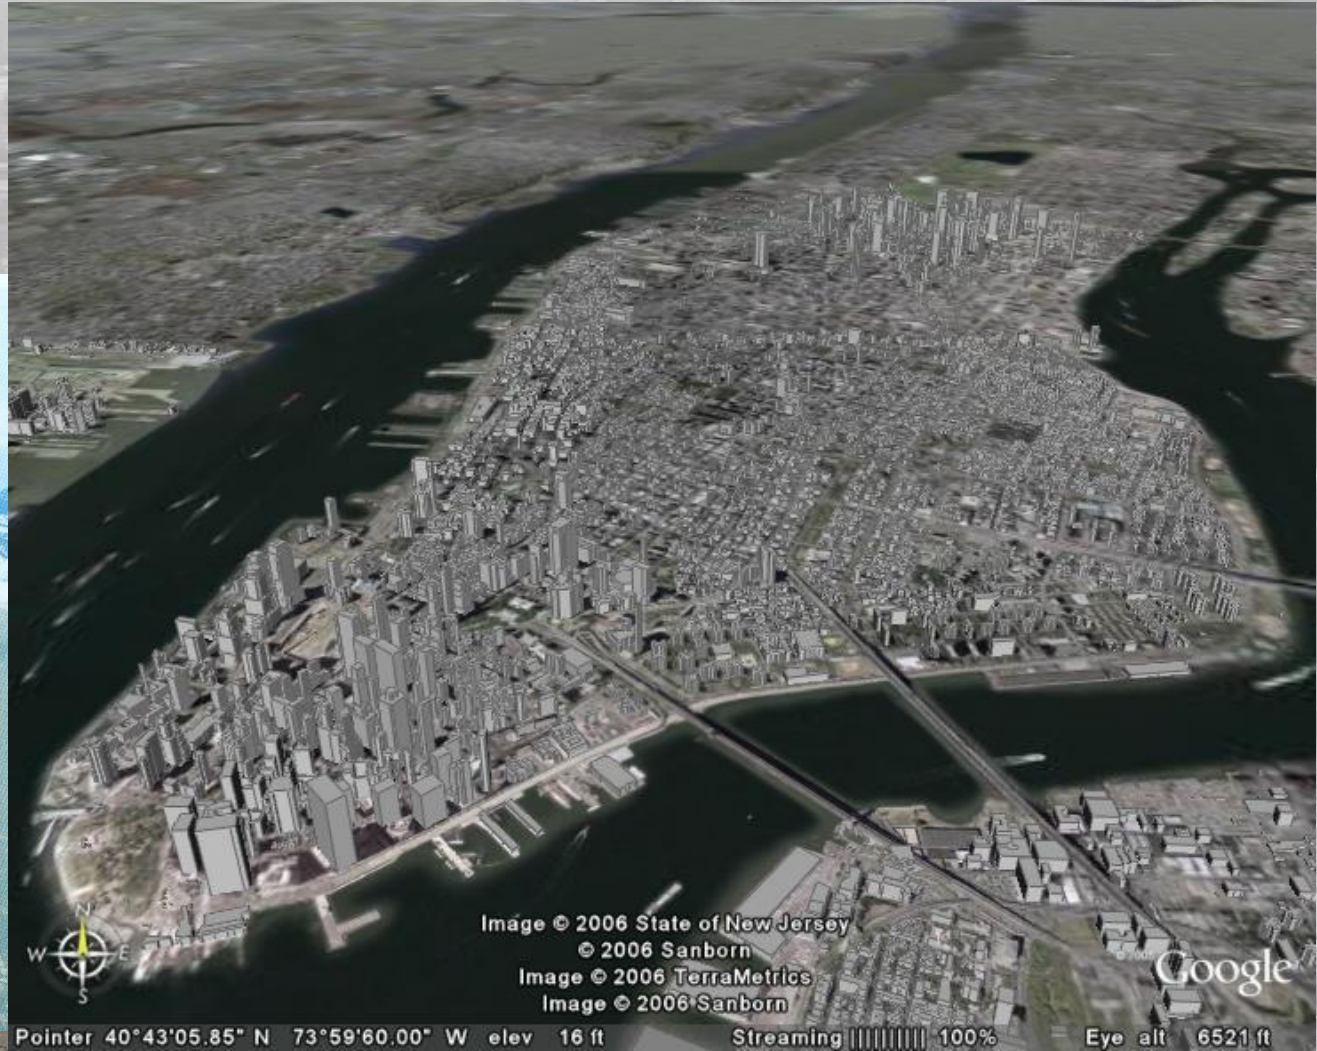 N
W E
S
Image © 2006 State of New Jersey
© 2006 Sanborn
Image © 2006 TerraMetrics
Image © 2006 Sanborn
Google
Pointer 40°43'05.85" N 73°59'60.00" W elev 16 ft Streaming |||||||||| 100% Eye alt 6521 ft